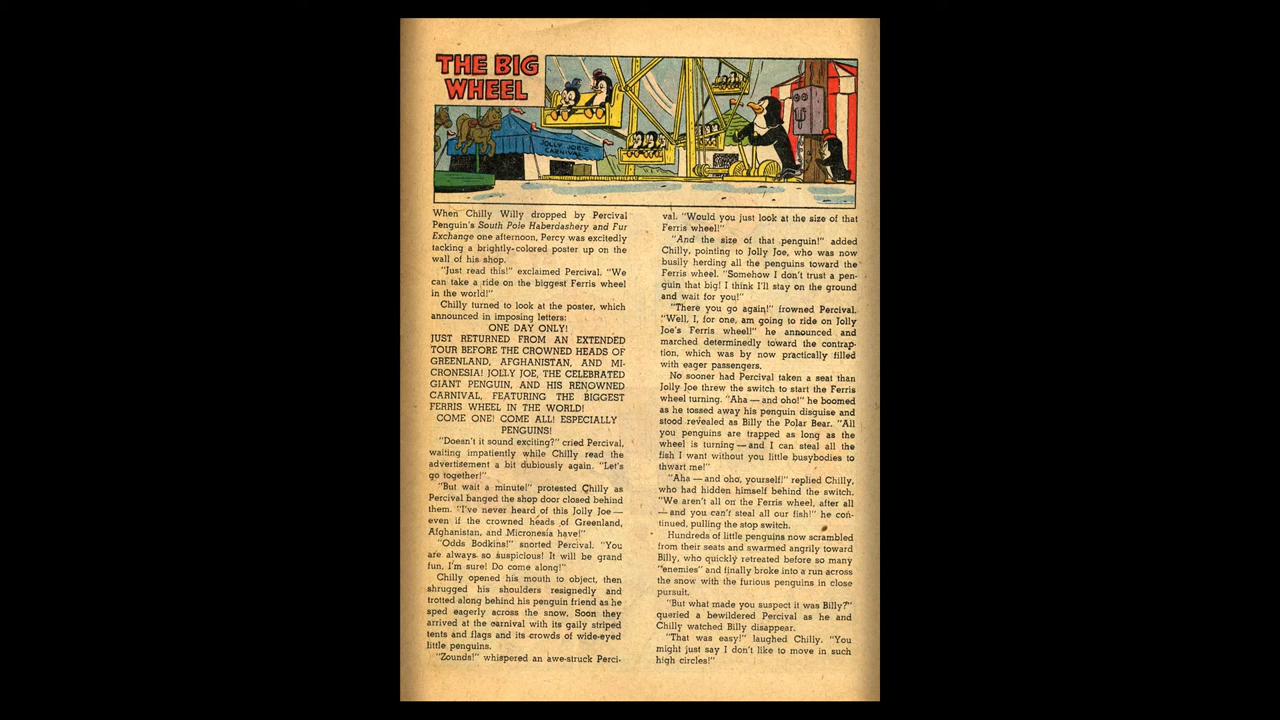 THE BIG
WHEEL
JOLLY JOE'S
CARNIVAL
When Chilly Willy dropped by Percival
Penguin's South Pole Haberdashery and Fur
Exchange one afternoon, Percy was excitedly
tacking a brightly-colored poster up on the
wall of his shop.
"Just read this!" exclaimed Percival. "We
can take a ride on the biggest Ferris wheel
in the world!"
Chilly turned to look at the poster, which
announced in imposing letters:
ONE DAY ONLY!
JUST RETURNED FROM AN EXTENDED
TOUR BEFORE THE CROWNED HEADS OF
GREENLAND, AFGHANISTAN, AND MI-
CRONESIA! JOLLY JOE, THE CELEBRATED
GIANT PENGUIN, AND HIS RENOWNED
CARNIVAL, FEATURING THE BIGGEST
FERRIS WHEEL IN THE WORLD!
COME ONE! COME ALL! ESPECIALLY
PENGUINS!
"Doesn't it sound exciting?" cried Percival,
waiting impatiently while Chilly read the
advertisement a bit dubiously again. "Let's
go together!"
"But wait a minute!" protested Chilly as
Percival banged the shop door closed behind
them. "I've never heard of this Jolly Joe —
even if the crowned heads of Greenland,
Afghanistan, and Micronesia have!"
"Odds Bodkins!" snorted Percival. "You
are always so suspicious! It will be grand
fun, I'm sure! Do come along!"
Chilly opened his mouth to object, then
shrugged his shoulders resignedly and
trotted along behind his penguin friend as he
sped eagerly across the snow. Soon they
arrived at the carnival with its gaily striped
tents and flags and its crowds of wide-eyed
little penguins.
"Zounds!" whispered an awe-struck Perci-
val. "Would you just look at the size of that
Ferris wheel!"
"And the size of that penguin!" added
Chilly, pointing to Jolly Joe, who was now
busily herding all the penguins toward the
Ferris wheel. "Somehow I don't trust a pen-
guin that big! I think I'll stay on the ground
and wait for you!"
"There you go again!" frowned Percival.
"Well, I, for one, am going to ride on Jolly
Joe's Ferris wheel!" he announced and
marched determinedly toward the contrap-
tion, which was by now practically filled
with eager passengers.
No sooner had Percival taken a seat than
Jolly Joe threw the switch to start the Ferris
wheel turning. "Aha — and oho!" he boomed
as he tossed away his penguin disguise and
stood revealed as Billy the Polar Bear. "All
you penguins are trapped as long as the
wheel is turning — and I can steal all the
fish I want without you little busybodies to
thwart me!"
"Aha — and oho, yourself!" replied Chilly,
who had hidden himself behind the switch.
"We aren't all on the Ferris wheel, after all
— and you can't steal all our fish!" he con-
tinued, pulling the stop switch.
Hundreds of little penguins now scrambled
from their seats and swarmed angrily toward
Billy, who quickly retreated before so many
"enemies" and finally broke into a run across
the snow with the furious penguins in close
pursuit.
"But what made you suspect it was Billy?"
queried a bewildered Percival as he and
Chilly watched Billy disappear.
"That was easy!" laughed Chilly. "You
might just say I don't like to move in such
high circles!"